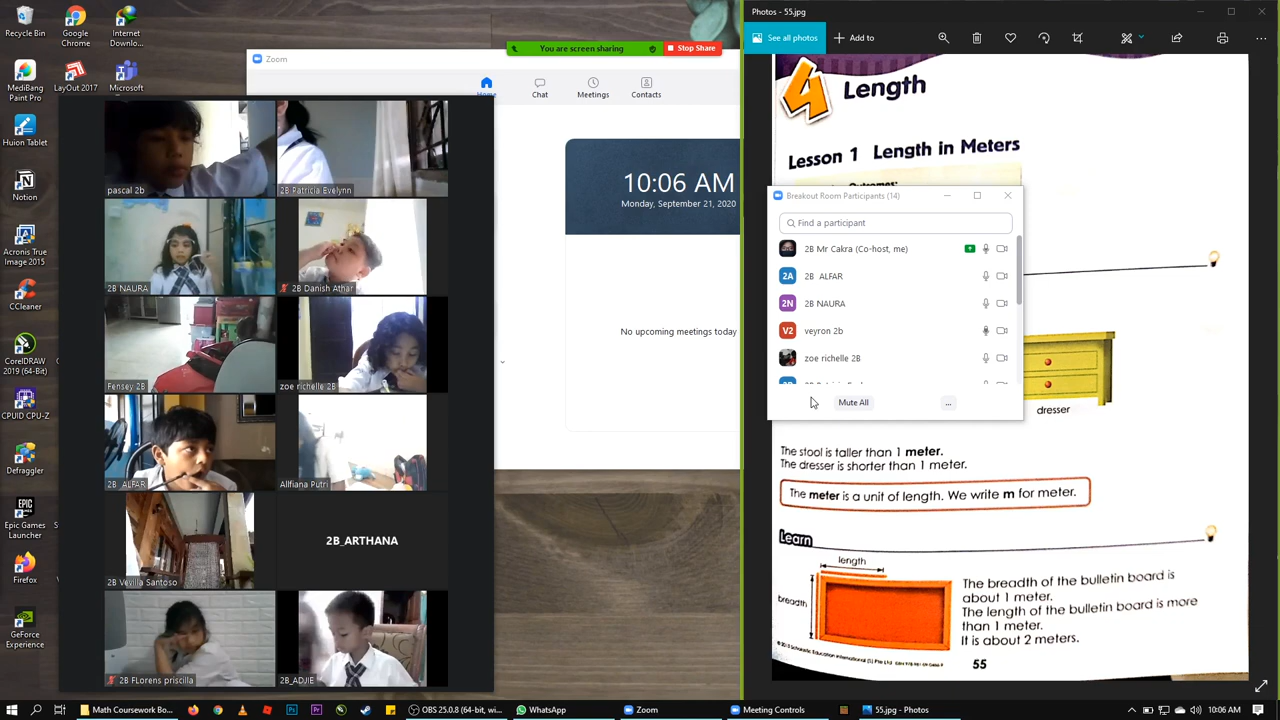 Photos - 55.jpg
See all photos
Add to
You are screen sharing
Stop Share
Zoom
Home
Chat
Meetings
Contacts
10:06 AM
Monday, September 21, 2020
No upcoming meetings today
Google
Chrome
Internet
Downlo...
MediBang
Paint Pro
LayOut 2017
Microsoft
Huion Tablet
Notion
Acronis True
Image 2015
CCleaner
CorelDRAW
2019 (64-Bit)
CPUID CPU-Z
Defraggler
EPIC
GAMES
Epic Games
Launcher
Firefox
GeForce
Experience
pascal 2b
2B Patricia Evelynn
2B NAURA
2B Danish Athar
Fensey 2B
zoe richelle 2B
2B_ALFAR
Allfiana Putri
2B Vevilla Santoso
2B_ARTHANA
2B FLorens priscilla
2B_ADJIE
4 Length
Lesson 1 Length in Meters
Outcomes:
Breakout Room Participants (14)
Find a participant
2B Mr Cakra (Co-host, me)
2A
2B ALFAR
2N
2B NAURA
V2
veyron 2b
zoe richelle 2B
Mute All
...
dresser
The stool is taller than 1 meter.
The dresser is shorter than 1 meter.
The meter is a unit of length. We write m for meter.
Learn
length
breadth
The breadth of the bulletin board is
about 1 meter.
The length of the bulletin board is more
than 1 meter.
It is about 2 meters.
55
Math Coursework Bo...
OBS 25.0.8 (64-bit, wi...
WhatsApp
Zoom
Meeting Controls
55.jpg - Photos
10:06 AM